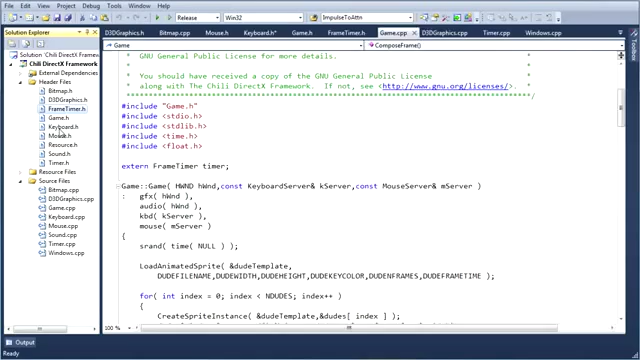 File Edit View Project Build Debug Team Data Tools Test Window Help
Release Win32 ImpulseToAttn
Solution Explorer
D3DGraphics.h Bitmap.cpp Mouse.h Keyboard.h* Game.h FrameTimer.h Game.cpp D3DGraphics.cpp Timer.cpp Windows.cpp
Game ComposeFrame()
Solution 'Chili DirectX Framework'
Chili DirectX Framework
External Dependencies
Header Files
Bitmap.h
D3DGraphics.h
FrameTimer.h
Game.h
Keyboard.h
Mouse.h
Resource.h
Sound.h
Timer.h
Resource Files
Source Files
Bitmap.cpp
D3DGraphics.cpp
Game.cpp
Keyboard.cpp
Mouse.cpp
Sound.cpp
Timer.cpp
Windows.cpp
* GNU General Public License for more details. *
* *
* You should have received a copy of the GNU General Public License *
* along with The Chili DirectX Framework. If not, see <http://www.gnu.org/licenses/>. *
#include "Game.h"
#include <stdio.h>
#include <stdlib.h>
#include <time.h>
#include <float.h>
extern FrameTimer timer;
Game::Game( HWND hWnd,const KeyboardServer& kServer,const MouseServer& mServer )
: gfx( hWnd ),
audio( hWnd ),
kbd( kServer ),
mouse( mServer )
{
srand( time( NULL ) );
LoadAnimatedSprite( &dudeTemplate,
DUDEFILENAME,DUDEWIDTH,DUDEHEIGHT,DUDEKEYCOLOR,DUDENFRAMES,DUDEFRAMETIME );
for( int index = 0; index < NDUDES; index++ )
{
CreateSpriteInstance( &dudeTemplate,&dudes[ index ] );
100 %
Output
Ready